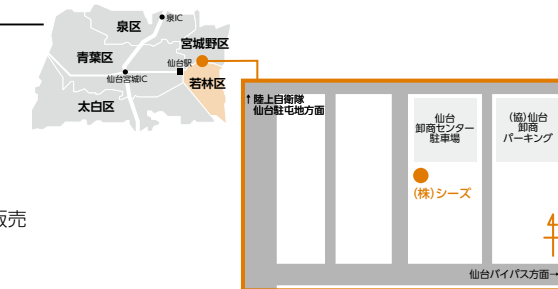 泉区
泉IC
宮城野区
青葉区
仙台駅
仙台宮城IC
若林区
太白区
↑陸上自衛隊
仙台駐屯地方面
仙台
卸商センター
駐車場
(協)仙台
卸商
パーキング
(株)シーズ
販売
仙台バイパス方面→